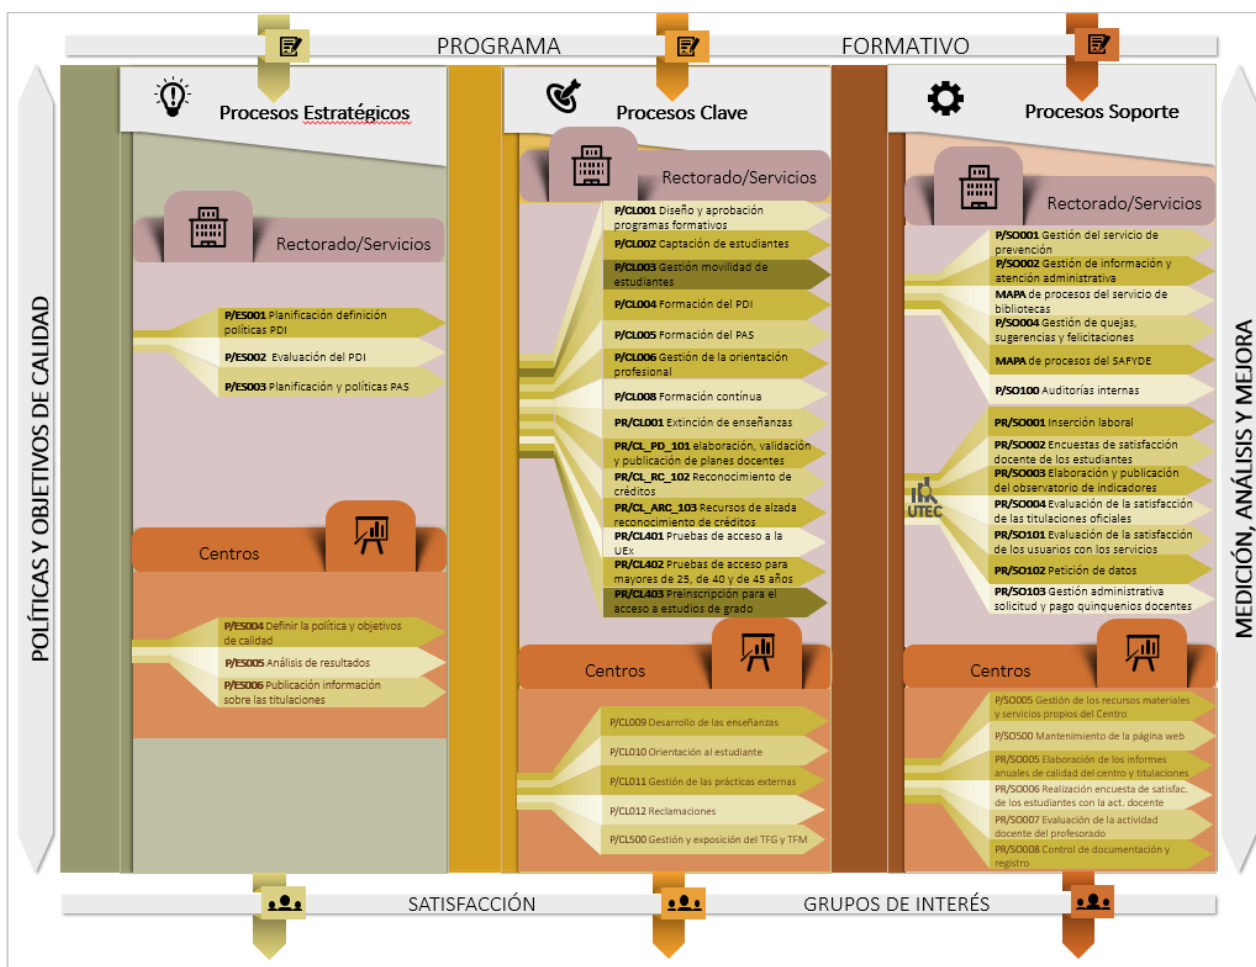 PROGRAMA FORMATIVO
POLÍTICAS Y OBJETIVOS DE CALIDAD
Procesos Estratégicos
Rectorado/Servicios
P/ES001 Planificación definición
políticas PDI
P/ES002 Evaluación del PDI
P/ES003 Planificación y políticas PAS
Centros
P/ES004 Definir la política y objetivos
de calidad
P/ES005 Análisis de resultados
P/ES006 Publicación información
sobre las titulaciones
Procesos Clave
Rectorado/Servicios
P/CL001 Diseño y aprobación
programas formativos
P/CL002 Captación de estudiantes
P/CL003 Gestión movilidad de
estudiantes
P/CL004 Formación del PDI
P/CL005 Formación del PAS
P/CL006 Gestión de la orientación
profesional
P/CL008 Formación contínua
PR/CL001 Extinción de enseñanzas
PR/CL_PD_101 elaboración, validación
y publicación de planes docentes
PR/CL_RC_102 Reconocimiento de
créditos
PR/CL_ARC_103 Recursos de alzada
reconocimiento de créditos
PR/CL401 Pruebas de acceso a la
UEx
PR/CL402 Pruebas de acceso para
mayores de 25, de 40 y de 45 años
PR/CL403 Preinscripción para el
acceso a estudios de grado
Centros
P/CL009 Desarrollo de las enseñanzas
P/CL010 Orientación al estudiante
P/CL011 Gestión de las prácticas externas
P/CL012 Reclamaciones
P/CL500 Gestión y exposición del TFG y TFM
Procesos Soporte
Rectorado/Servicios
P/SO001 Gestión del servicio de
prevención
P/SO002 Gestión de información y
atención administrativa
MAPA de procesos del servicio de
bibliotecas
P/SO004 Gestión de quejas,
sugerencias y felicitaciones
MAPA de procesos del SAFYDE
P/SO100 Auditorías internas
UTEC
PR/SO001 Inserción laboral
PR/SO002 Encuestas de satisfacción
docente de los estudiantes
PR/SO003 Elaboración y publicación
del observatorio de indicadores
PR/SO004 Evaluación de la satisfacción
de las titulaciones oficiales
PR/SO101 Evaluación de la satisfacción
de los usuarios con los servicios
PR/SO102 Petición de datos
PR/SO103 Gestión administrativa
solicitud y pago quinquenios docentes
Centros
P/SO005 Gestión de los recursos materiales
y servicios propios del Centro
P/SO500 Mantenimiento de la página web
PR/SO005 Elaboración de los informes
anuales de calidad del centro y titulaciones
PR/SO006 Realización encuesta de satisfac.
de los estudiantes con la act. docente
PR/SO007 Evaluación de la actividad
docente del profesorado
PR/SO008 Control de documentación y
registro
MEDICIÓN, ANÁLISIS Y MEJORA
SATISFACCIÓN GRUPOS DE INTERÉS